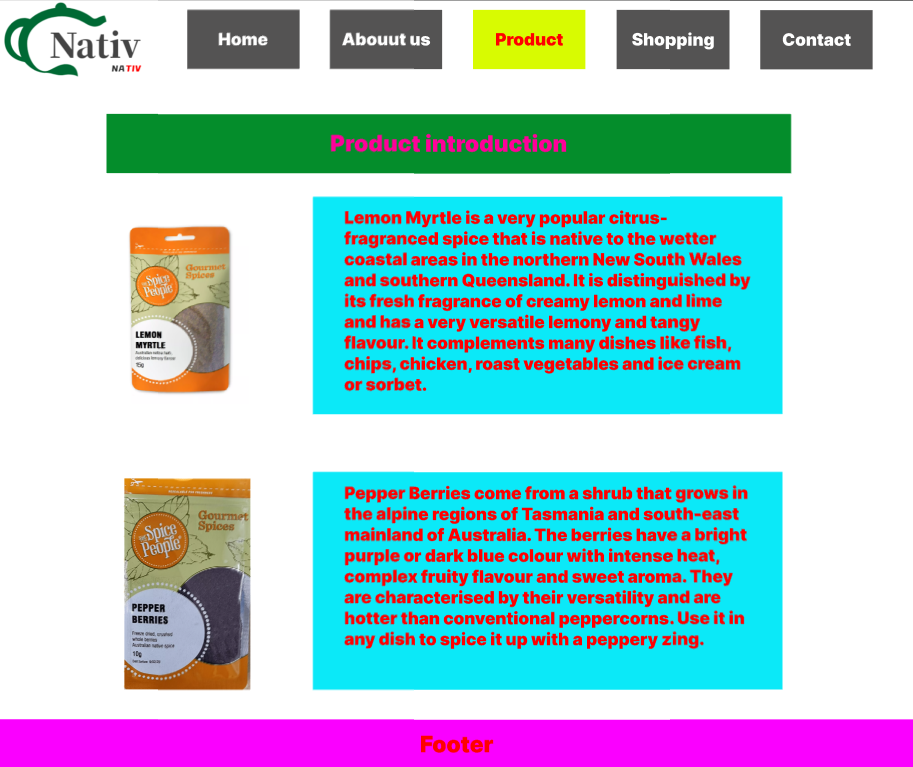 Nativ
NATIV
Home
Abouut us
Product
Shopping
Contact
Product introduction
Lemon Myrtle is a very popular citrus-
fragranced spice that is native to the wetter
coastal areas in the northern New South Wales
and southern Queensland. It is distinguished by
its fresh fragrance of creamy lemon and lime
and has a very versatile lemony and tangy
flavour. It complements many dishes like fish,
chips, chicken, roast vegetables and ice cream
or sorbet.
Gourmet
Spices
THE
Spice
People
LEMON
MYRTLE
15g
Pepper Berries come from a shrub that grows in
the alpine regions of Tasmania and south-east
mainland of Australia. The berries have a bright
purple or dark blue colour with intense heat,
complex fruity flavour and sweet aroma. They
are characterised by their versatility and are
hotter than conventional peppercorns. Use it in
any dish to spice it up with a peppery zing.
Gourmet
Spices
THE
Spice
People
PEPPER
BERRIES
Freeze dried, crushed
whole berries
Australian native spice
10g
Footer